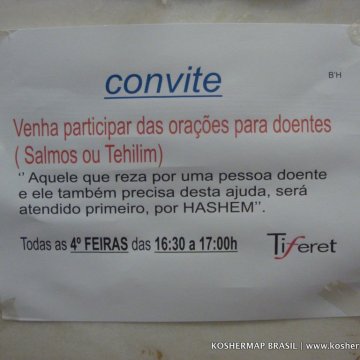 convite
B'H
Venha participar das orações para doentes
( Salmos ou Tehilim)
“ Aquele que reza por uma pessoa doente
e ele também precisa desta ajuda, será
atendido primeiro, por HASHEM”.
Todas as 4º FEIRAS das 16:30 a 17:00h
Tiferet
KOSHERMAP BRASIL | www.kosher